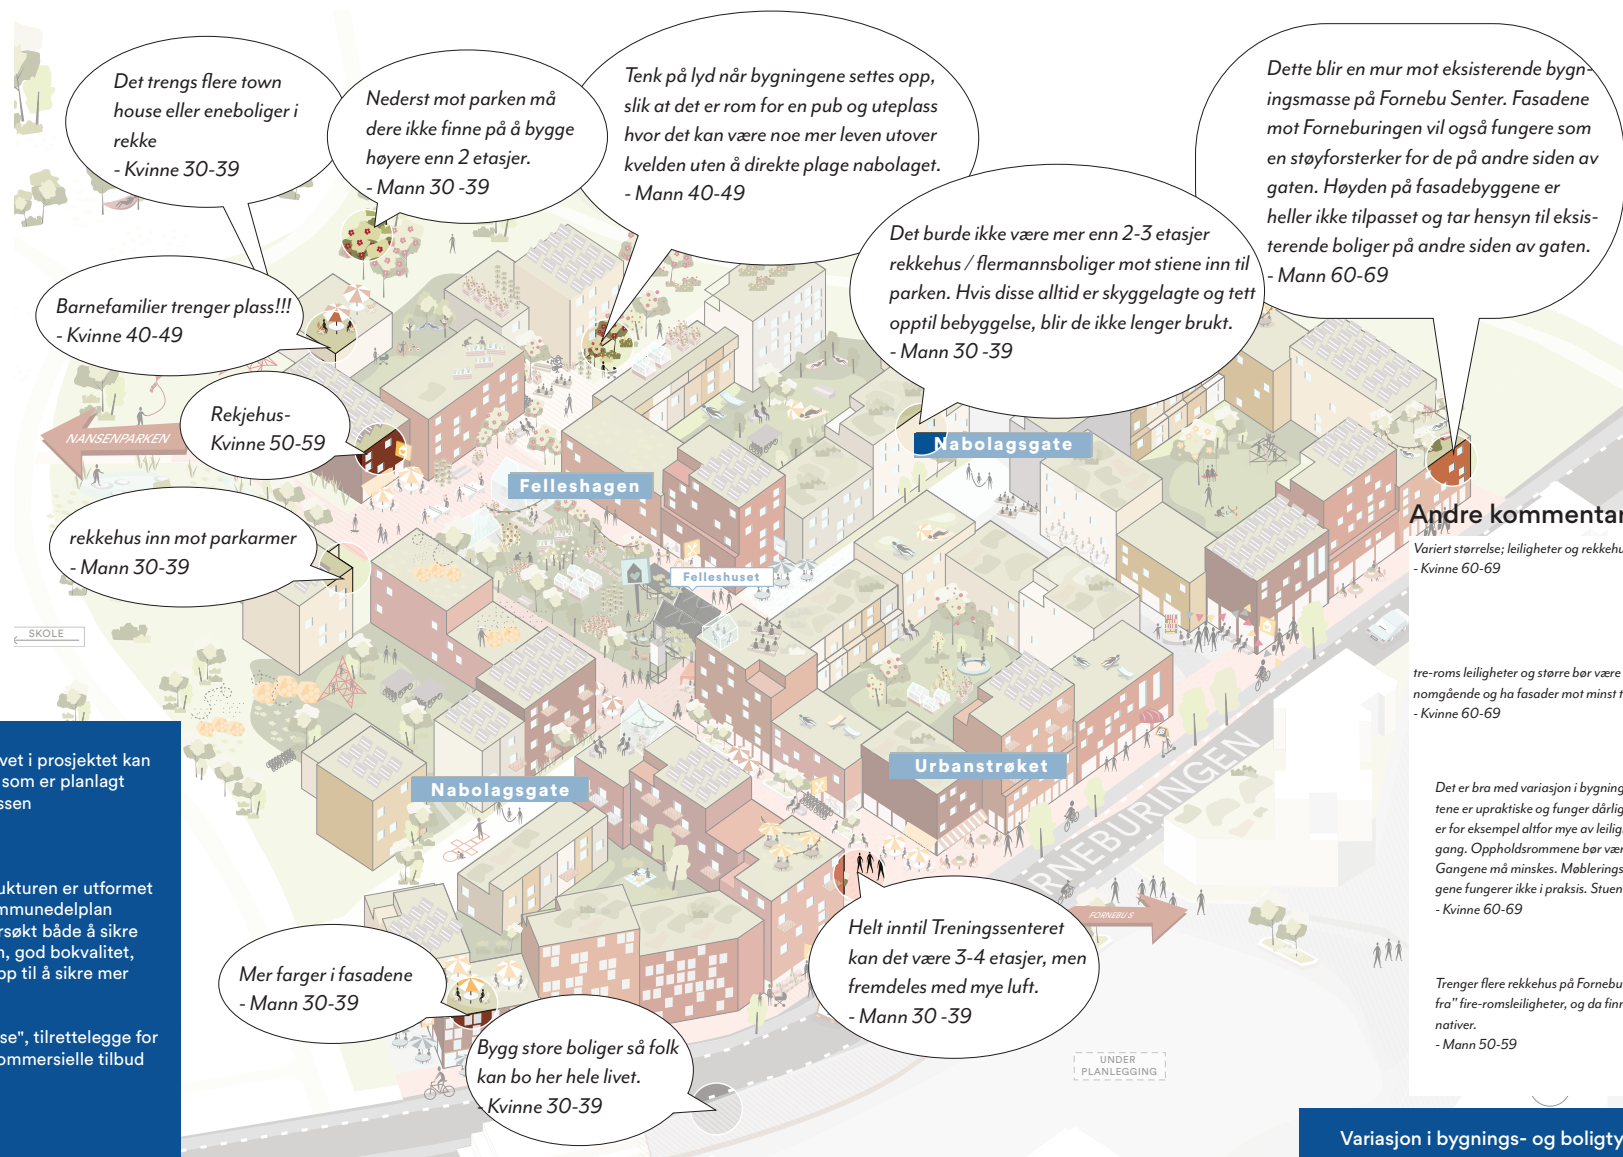 Det trengs flere town
house eller eneboliger i
rekke
- Kvinne 30-39
Nederst mot parken må
dere ikke finne på å bygge
høyere enn 2 etasjer.
- Mann 30 -39
Tenk på lyd når bygningene settes opp,
slik at det er rom for en pub og uteplass
hvor det kan være noe mer leven utover
kvelden uten å direkte plage nabolaget.
- Mann 40-49
Dette blir en mur mot eksisterende bygn-
ingsmasse på Fornebu Senter. Fasadene
mot Forneburingen vil også fungere som
en støyforsterker for de på andre siden av
gaten. Høyden på fasadebyggene er
heller ikke tilpasset og tar hensyn til eksis-
terende boliger på andre siden av gaten.
- Mann 60-69
Det burde ikke være mer enn 2-3 etasjer
rekkehus / flermannsboliger mot stiene inn til
parken. Hvis disse alltid er skyggelagte og tett
opptil bebyggelse, blir de ikke lenger brukt.
- Mann 30 -39
Barnefamilier trenger plass!!!
- Kvinne 40-49
Rekjehus-
Kvinne 50-59
NANSENPARKEN
Nabolagsgate
Felleshagen
rekkehus inn mot parkarmer
- Mann 30-39
Felleshuset
SKOLE
Andre kommentar
Variert størrelse; leiligheter og rekkehu
- Kvinne 60-69
tre-roms leiligheter og større bør være
nomgående og ha fasader mot minst t
- Kvinne 60-69
Det er bra med variasjon i bygning
tene er upraktiske og funger dårlig
er for eksempel altfor mye av leilig
gang. Oppholdsrommene bør vær
Gangene må minskes. Møblerings
gene fungerer ikke i praksis. Stuen
- Kvinne 60-69
Trenger flere rekkehus på Fornebu
fra" fire-romsleiligheter, og da finn
nativer.
- Mann 50-59
vet i prosjektet kan
som er planlagt
ssen
ukturen er utformet
mmunedelplan
rsøkt både å sikre
n, god bokvalitet,
op til å sikre mer
se", tilrettelegge for
ommersielle tilbud
Nabolagsgate
Urbanstrøket
RNEBURINGEN
FORNEBU S
Helt inntil Treningssenteret
kan det være 3-4 etasjer, men
fremdeles med mye luft.
- Mann 30 -39
Mer farger i fasadene
- Mann 30-39
Bygg store boliger så folk
kan bo her hele livet.
- Kvinne 30-39
UNDER
PLANLEGGING
Variasjon i bygnings- og boligty